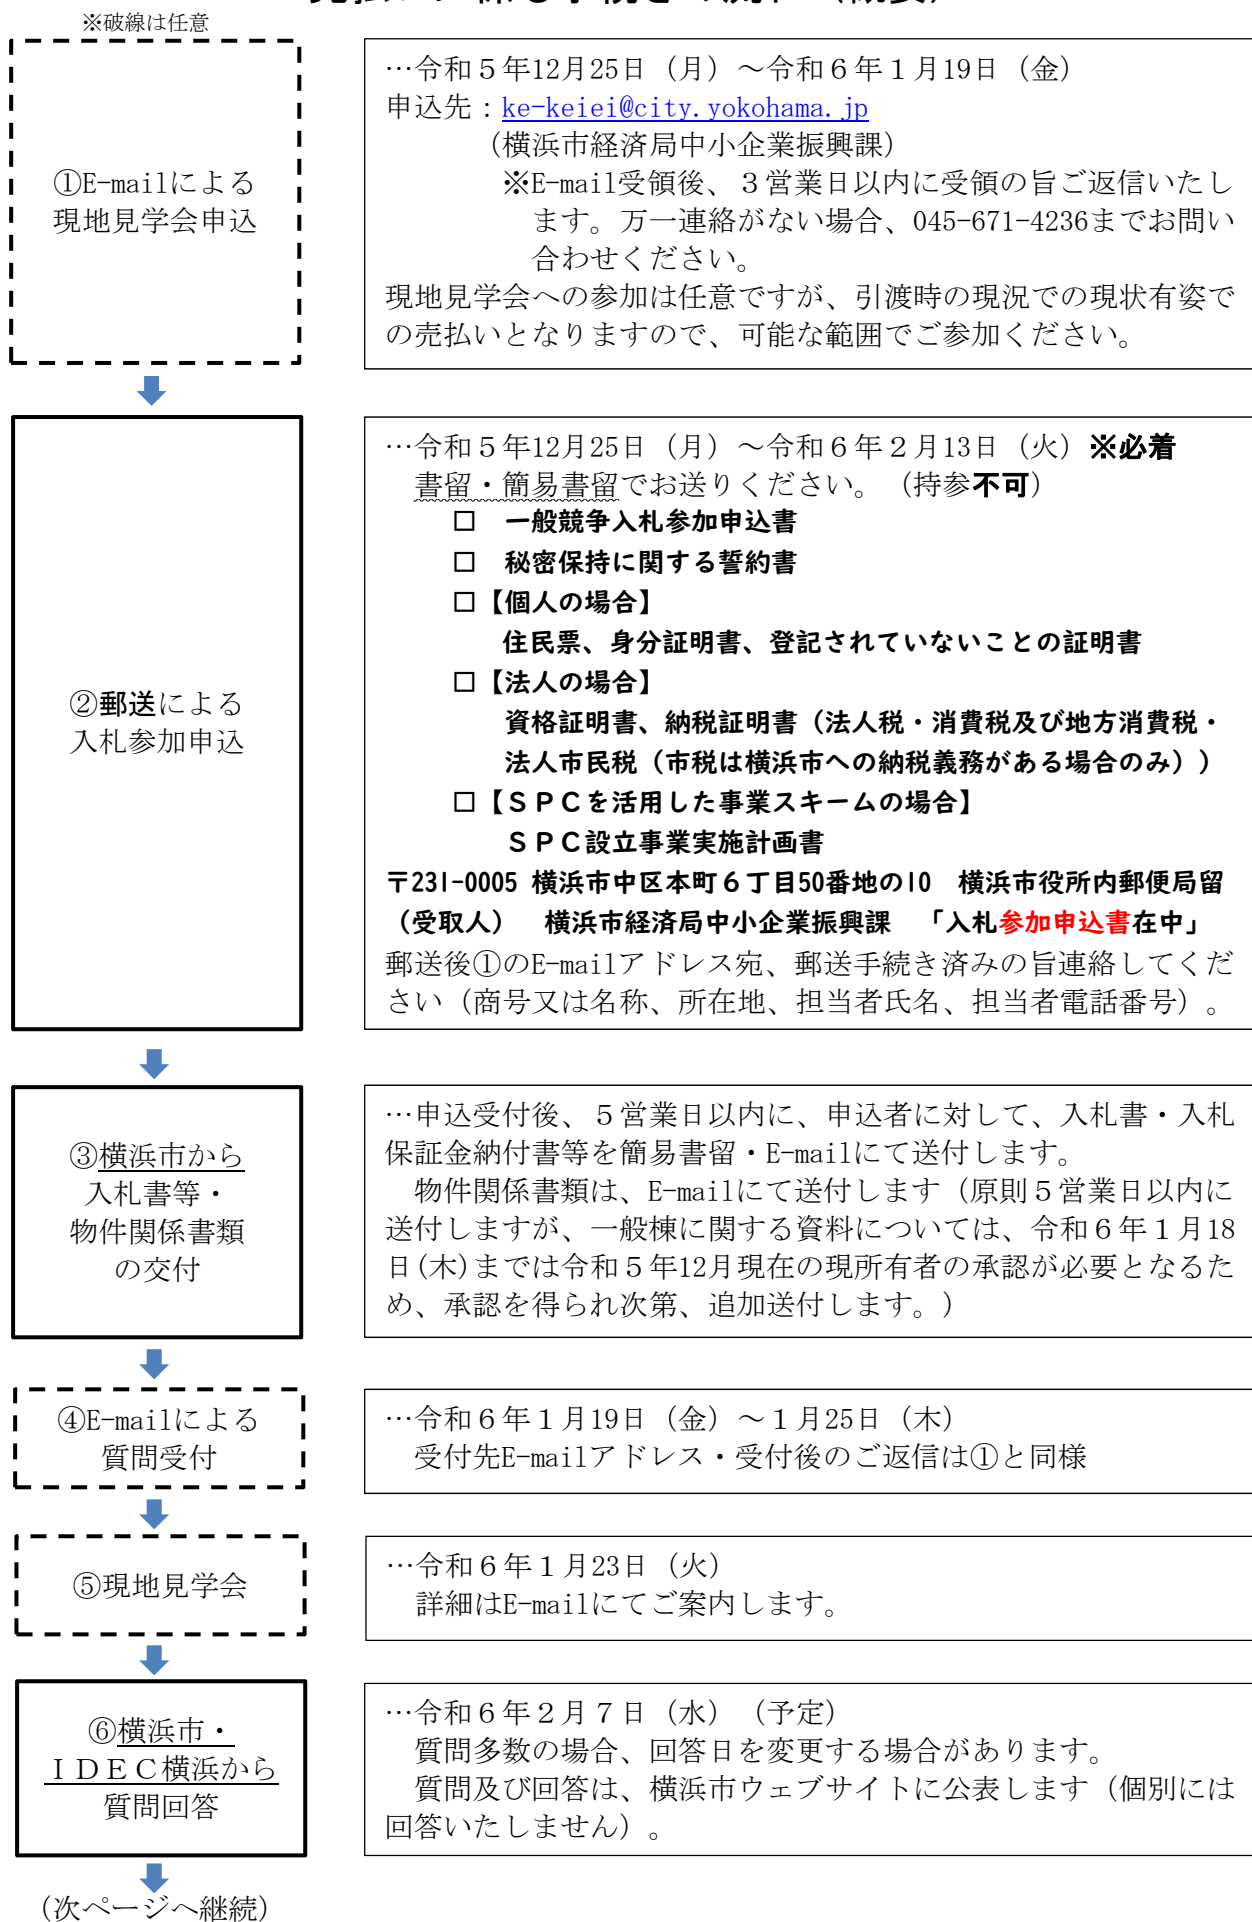 ※破線は任意
①E-mailによる
現地見学会申込
…令和５年12月25日（月）～令和６年１月19日（金）
申込先：ke-keiei@city.yokohama.jp
（横浜市経済局中小企業振興課）
※E-mail受領後、３営業日以内に受領の旨ご返信いたし
ます。万一連絡がない場合、045-671-4236までお問い
合わせください。
現地見学会への参加は任意ですが、引渡時の現況での現状有姿で
の売払いとなりますので、可能な範囲でご参加ください。
②郵送による
入札参加申込
…令和５年12月25日（月）～令和６年２月13日（火）※必着
書留・簡易書留でお送りください。（持参不可）
□　一般競争入札参加申込書
□　秘密保持に関する誓約書
□【個人の場合】
住民票、身分証明書、登記されていないことの証明書
□【法人の場合】
資格証明書、納税証明書（法人税・消費税及び地方消費税・
法人市民税（市税は横浜市への納税義務がある場合のみ））
□【ＳＰＣを活用した事業スキームの場合】
ＳＰＣ設立事業実施計画書
〒231-0005 横浜市中区本町６丁目50番地の10　横浜市役所内郵便局留
（受取人）　横浜市経済局中小企業振興課　「入札参加申込書在中」
郵送後①のE-mailアドレス宛、郵送手続き済みの旨連絡してくだ
さい（商号又は名称、所在地、担当者氏名、担当者電話番号）。
③横浜市から
入札書等・
物件関係書類
の交付
…申込受付後、５営業日以内に、申込者に対して、入札書・入札
保証金納付書等を簡易書留・E-mailにて送付します。
物件関係書類は、E-mailにて送付します（原則５営業日以内に
送付しますが、一般棟に関する資料については、令和６年１月18
日(木)までは令和５年12月現在の現所有者の承認が必要となるた
め、承認を得られ次第、追加送付します。）
④E-mailによる
質問受付
…令和６年１月19日（金）～１月25日（木）
受付先E-mailアドレス・受付後のご返信は①と同様
⑤現地見学会
…令和６年１月23日（火）
詳細はE-mailにてご案内します。
⑥横浜市・
ＩＤＥＣ横浜から
質問回答
…令和６年２月７日（水）（予定）
質問多数の場合、回答日を変更する場合があります。
質問及び回答は、横浜市ウェブサイトに公表します（個別には
回答いたしません）。
（次ページへ継続）